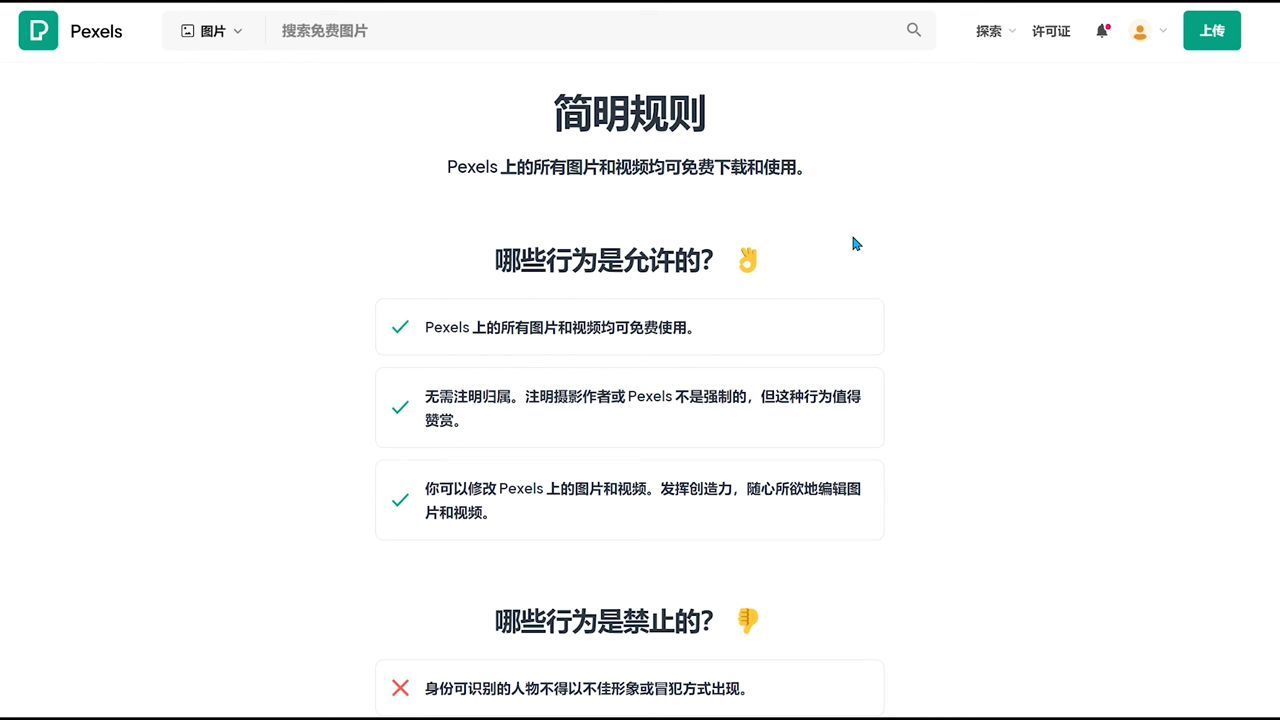 Pexels
图片
搜索免费图片
探索
许可证
上传
简明规则
Pexels 上的所有图片和视频均可免费下载和使用。
哪些行为是允许的？
Pexels 上的所有图片和视频均可免费使用。
无需注明归属。注明摄影作者或 Pexels 不是强制的，但这种行为值得
赞赏。
你可以修改 Pexels 上的图片和视频。发挥创造力，随心所欲地编辑图
片和视频。
哪些行为是禁止的？
身份可识别的人物不得以不佳形象或冒犯方式出现。